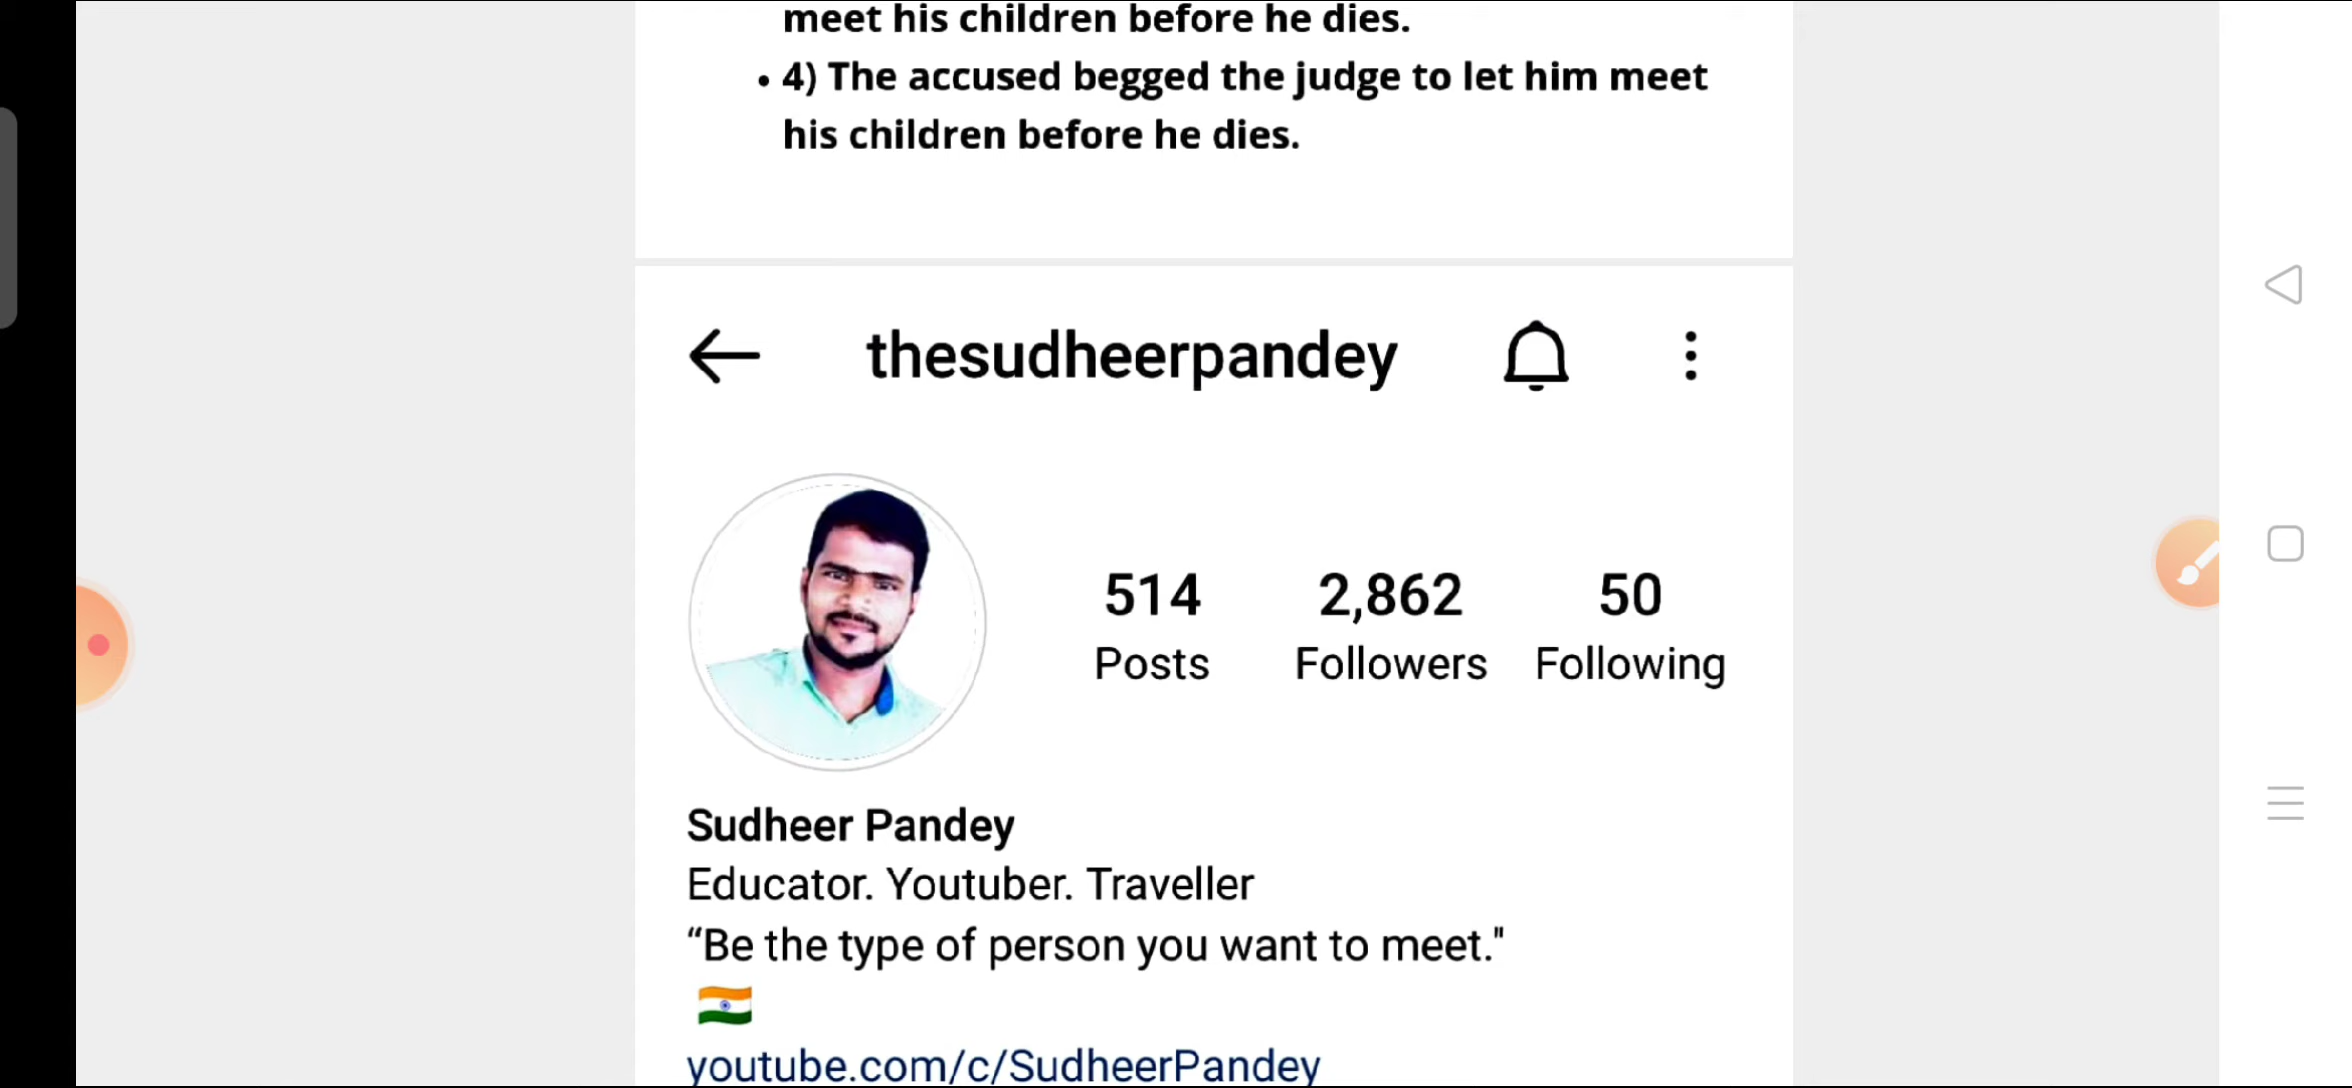 meet his children before he dies.
• 4) The accused begged the judge to let him meet
his children before he dies.
thesudheerpandey
514 2,862 50
Posts Followers Following
Sudheer Pandey
Educator. Youtuber. Traveller
“Be the type of person you want to meet."
🇮🇳
youtube.com/c/SudheerPandey